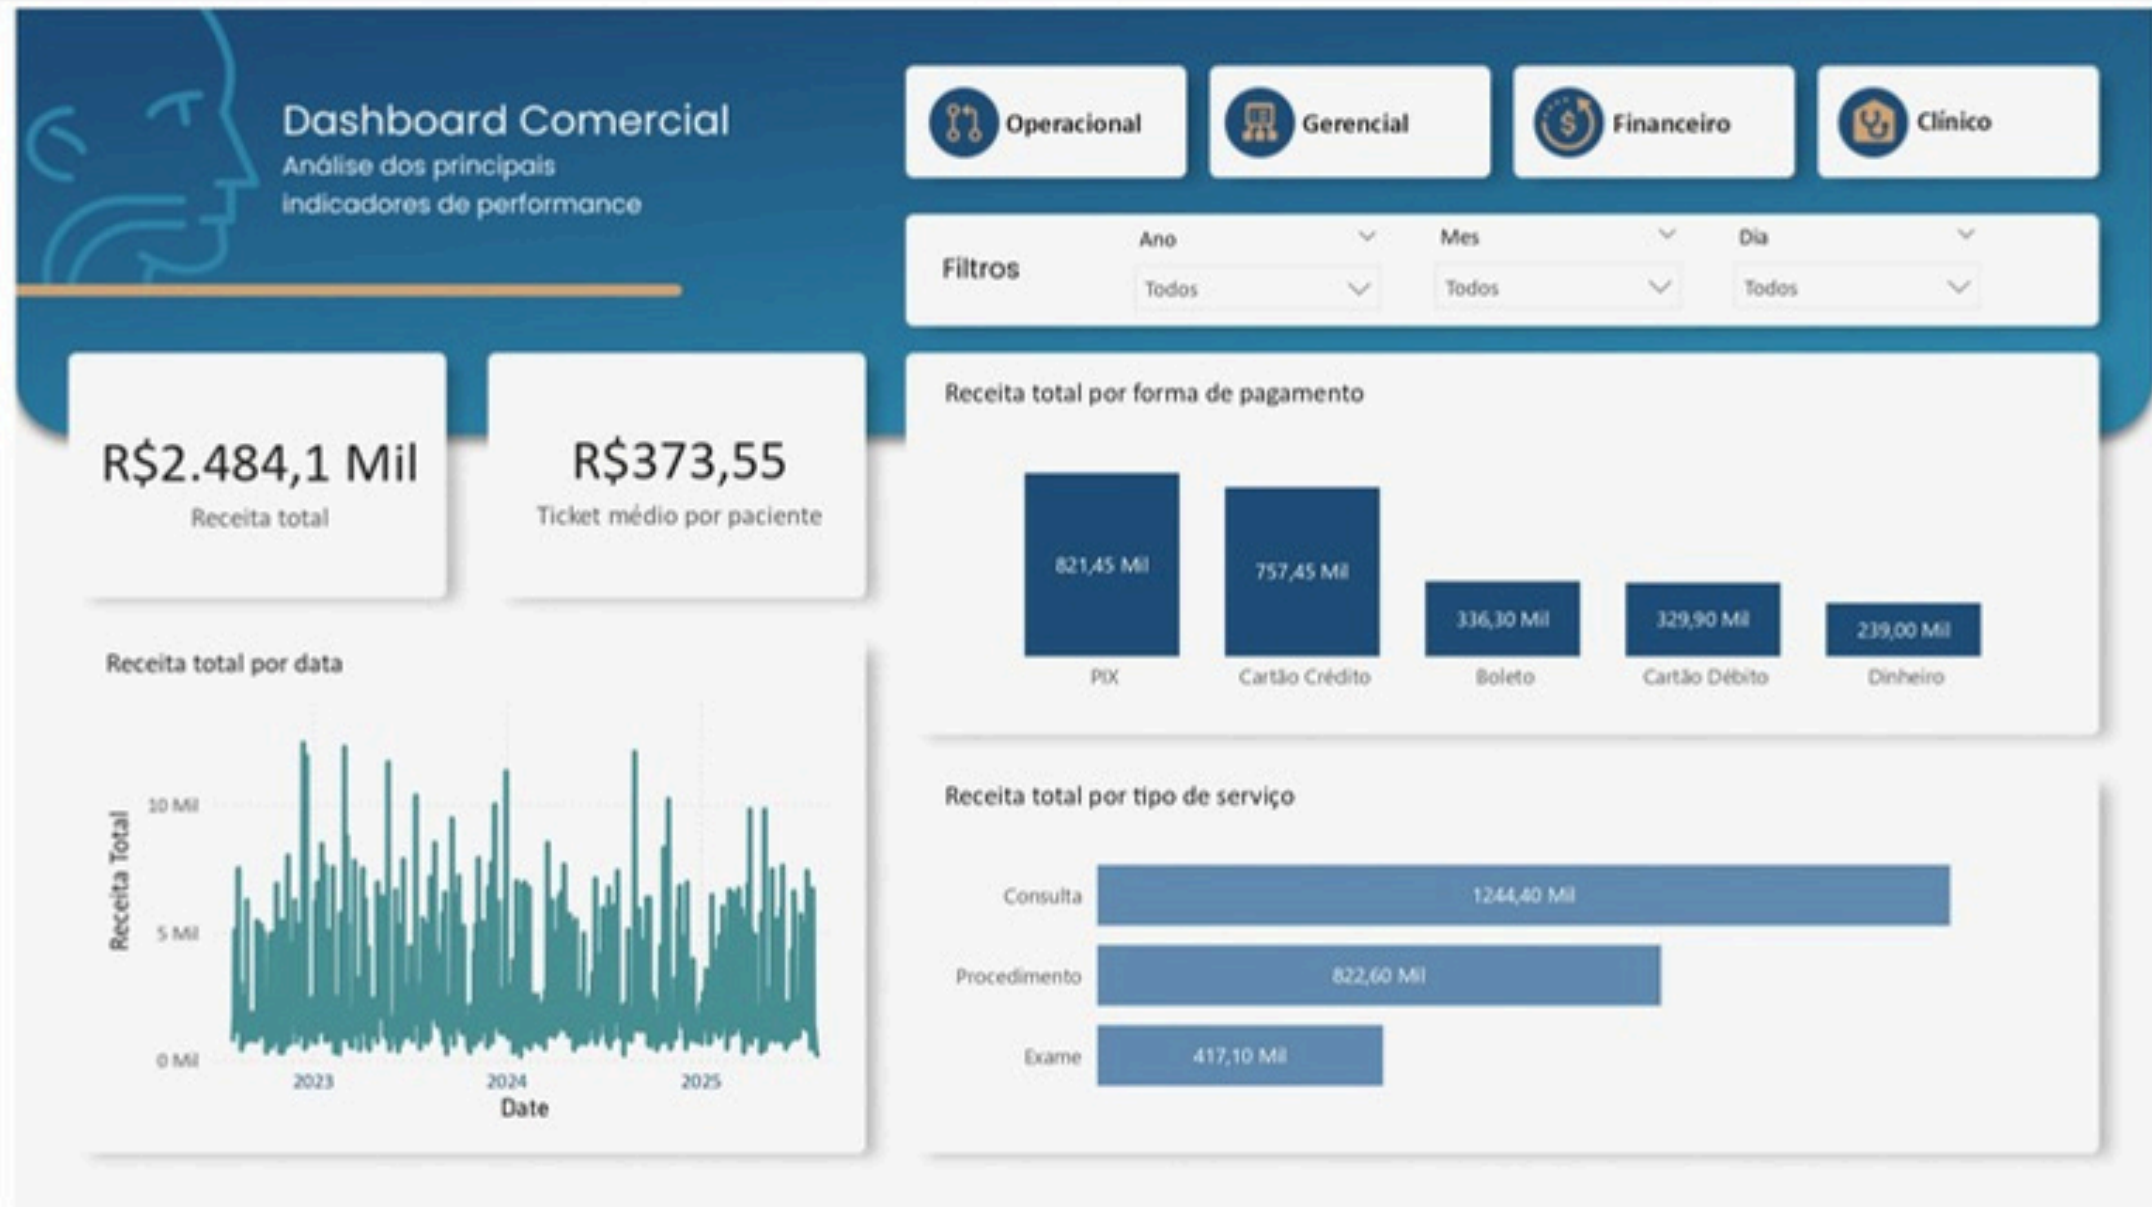 Dashboard Comercial
Análise dos principais
indicadores de performance
Operacional
Gerencial
Financeiro
Clínico
Filtros
Ano
Todos
Mes
Todos
Dia
Todos
R$2.484,1 Mil
Receita total
R$373,55
Ticket médio por paciente
Receita total por forma de pagamento
821,45 Mil
757,45 Mil
336,30 Mil
329,90 Mil
239,00 Mil
PIX
Cartão Crédito
Boleto
Cartão Débito
Dinheiro
Receita total por data
Receita Total
10 Mil
5 Mil
0 Mil
2023
2024
2025
Date
Receita total por tipo de serviço
Consulta
1244,40 Mil
Procedimento
822,60 Mil
Exame
417,10 Mil